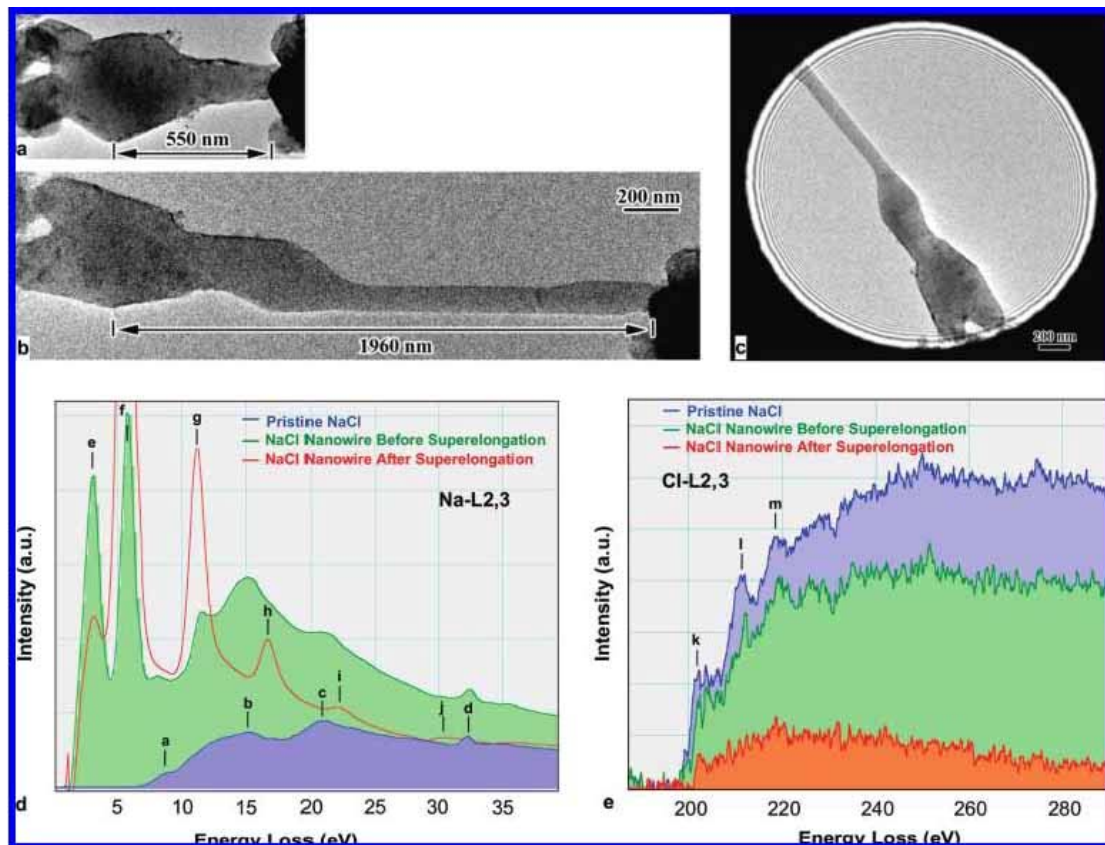 550 nm
a
200 nm
1960 nm
b
c
200 nm
Pristine NaCl
NaCl Nanowire Before Superelongation
NaCl Nanowire After Superelongation
Na-L2,3
e
f
g
h
i
j
d
a
b
c
Intensity (a.u.)
5
10
15
20
25
30
35
d
Energy Loss (eV)
Pristine NaCl
NaCl Nanowire Before Superelongation
NaCl Nanowire After Superelongation
Cl-L2,3
k
l
m
Intensity (a.u.)
200
220
240
260
280
e
Energy Loss (eV)